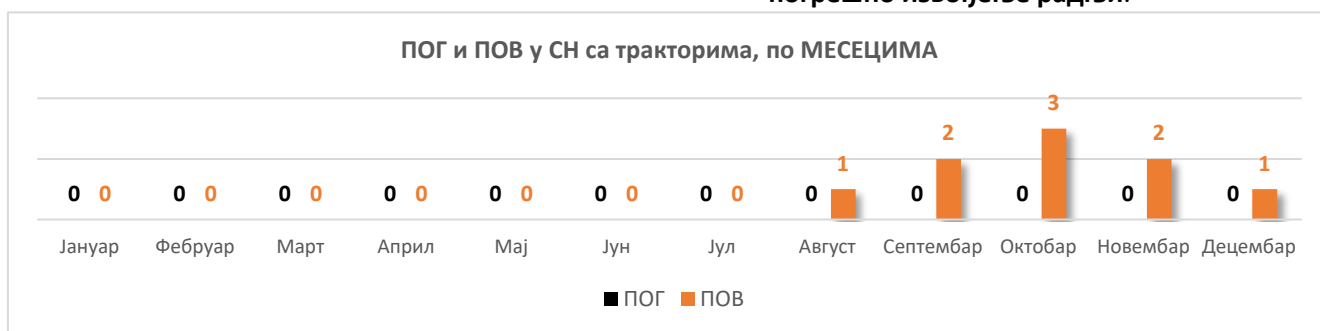 ПОГ и ПОВ у СН са тракторима, по МЕСЕЦИМА
3
2 2
1 1
0 0 0 0 0 0 0 0 0 0 0 0 0 0 0 0 0 0 0
Јануар Фебруар Март Април Мај Јун Јул Август Септембар Октобар Новембар Децембар
ПОГ ПОВ